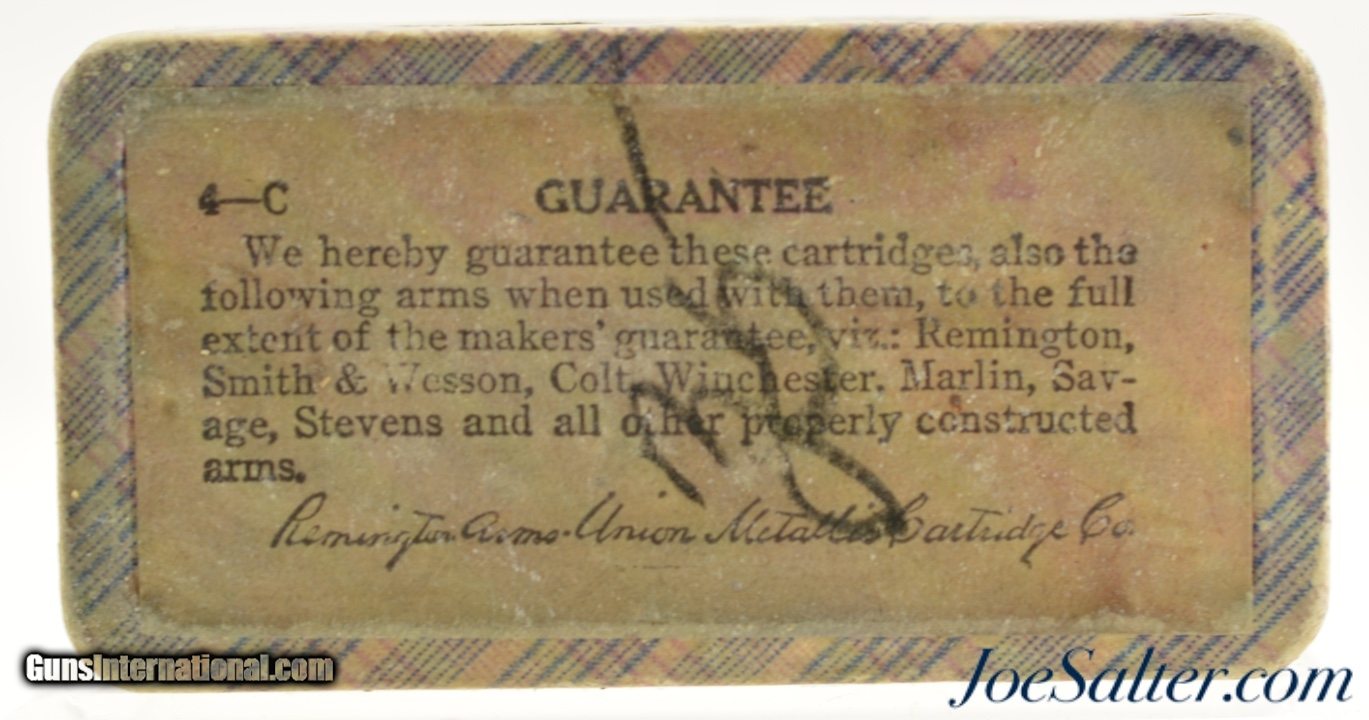 4—C GUARANTEE
We hereby guarantee these cartridges, also the
following arms when used with them, to the full
extent of the makers' guarantee, viz.: Remington,
Smith & Wesson, Colt, Winchester. Marlin, Sav-
age, Stevens and all other properly constructed
arms.
Remington Arms-Union Metallic Cartridge Co.
GunsInternational.com
JoeSalter.com